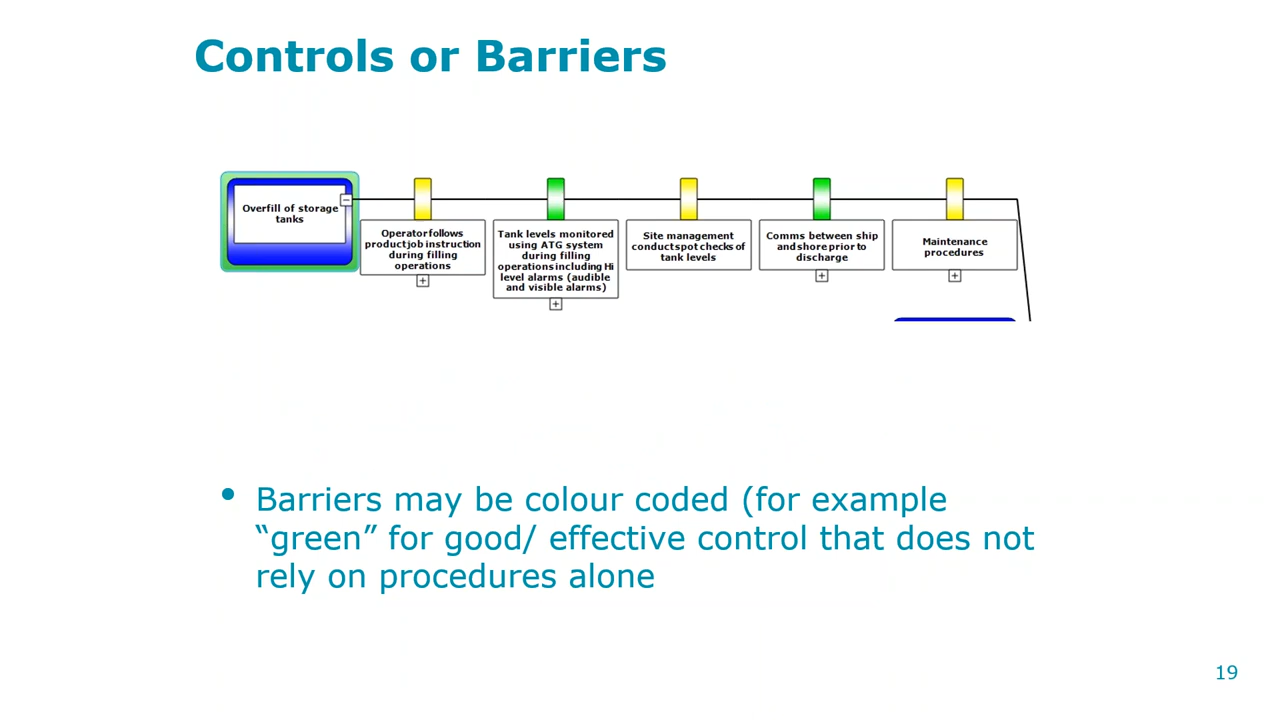 Controls or Barriers
Overfill of storage
tanks
Operator follows
product job instruction
during filling
operations
Tank levels monitored
using ATG system
during filling
operations including Hi
level alarms (audible
and visible alarms)
Site management
conduct spot checks of
tank levels
Comms between ship
and shore prior to
discharge
Maintenance
procedures
• Barriers may be colour coded (for example
“green” for good/ effective control that does not
rely on procedures alone
19